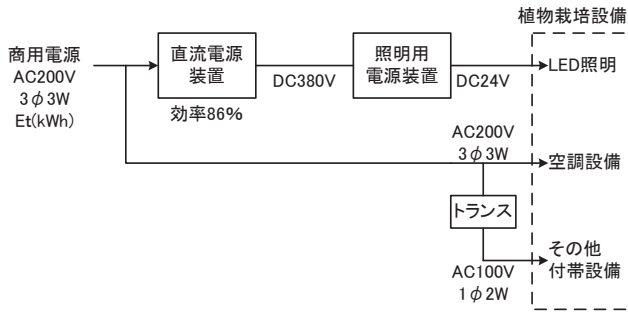 植物栽培設備
商用電源
AC200V
3φ3W
Et(kWh)
直流電源
装置
効率86%
DC380V
照明用
電源装置
DC24V
LED照明
AC200V
3φ3W
空調設備
トランス
AC100V
1φ2W
その他
付帯設備